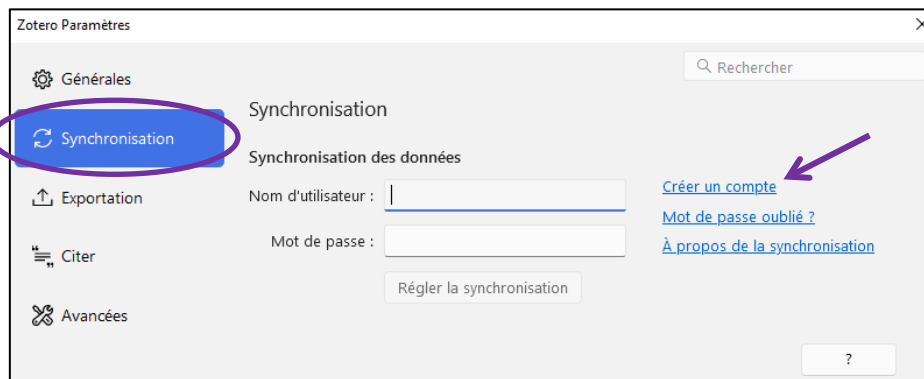 Zotero Paramètres
Rechercher
Générales
Synchronisation
Exportation
Citer
Avancées
Synchronisation
Synchronisation des données
Nom d'utilisateur :
Mot de passe :
Régler la synchronisation
Créer un compte
Mot de passe oublié ?
À propos de la synchronisation
?